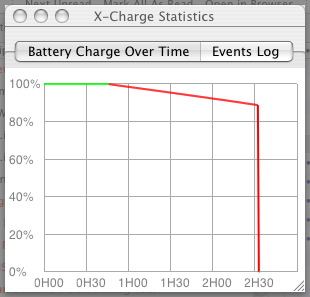 Next Unread Mark All As Read Open in Browser
X-Charge Statistics
Battery Charge Over Time Events Log
100%
80%
60%
40%
20%
0%
0H00 0H30 1H00 1H30 2H00 2H30